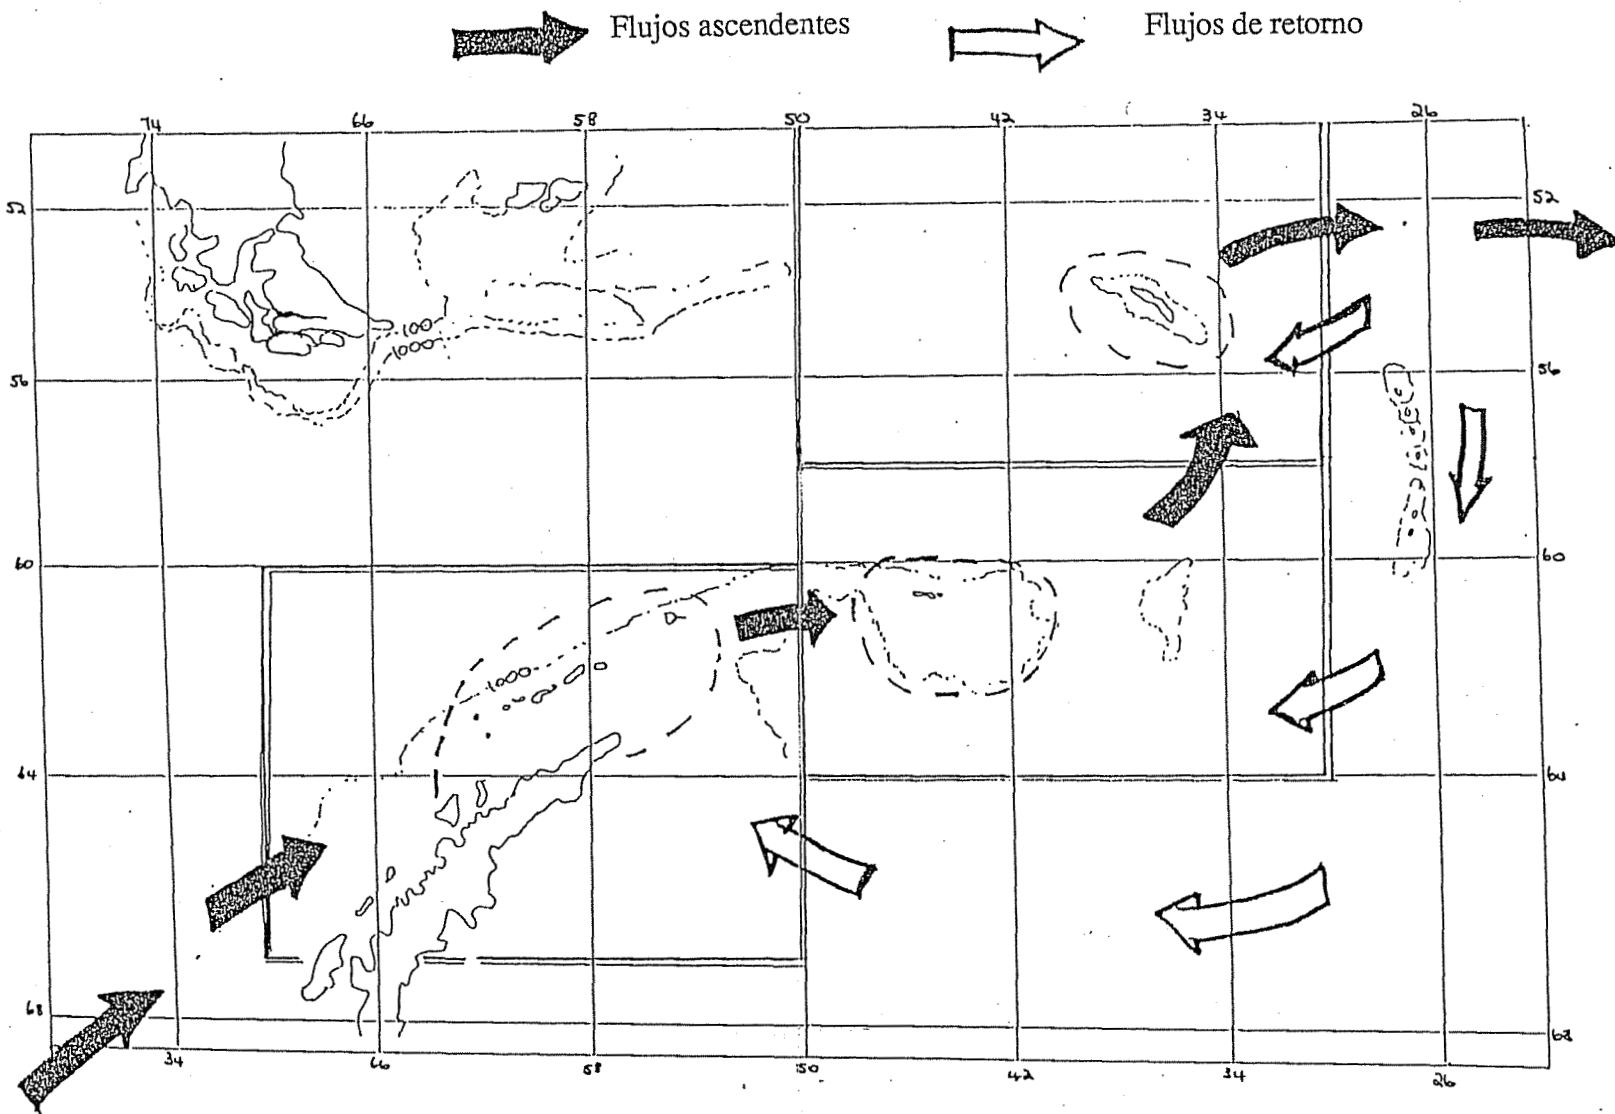 Flujos ascendentes
Flujos de retorno
74 66 58 50 42 34 26
52 52
100
1000
56 56
60 60
1000
64 64
68 68
34 66 58 50 42 34 26